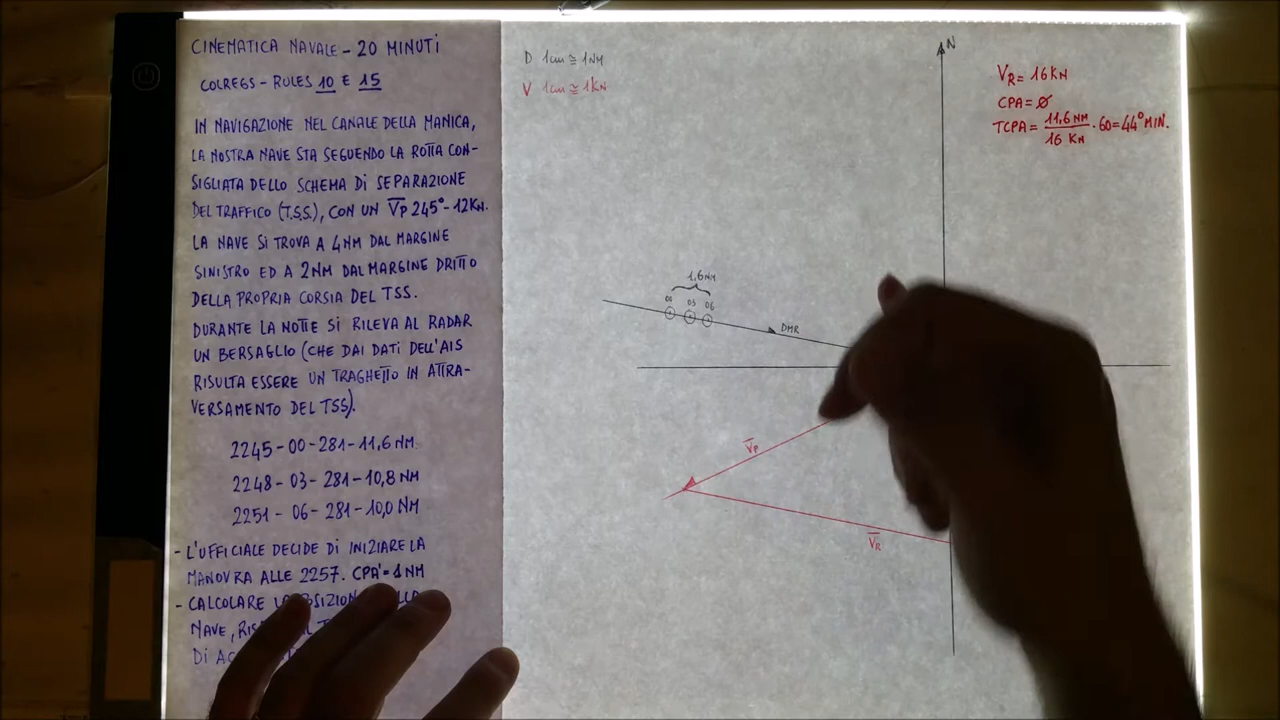 CINEMATICA NAVALE - 20 MINUTI
COLREGS - RULES 10 E 15
IN NAVIGAZIONE NEL CANALE DELLA MANICA,
LA NOSTRA NAVE STA SEGUENDO LA ROTTA CON-
SIGLIATA DELLO SCHEMA DI SEPARAZIONE
DEL TRAFFICO (T.S.S.), CON UN Vp 245° - 12KN.
LA NAVE SI TROVA A 4NM DAL MARGINE
SINISTRO ED A 2NM DAL MARGINE DRITTO
DELLA PROPRIA CORSIA DEL TSS.
DURANTE LA NOTTE SI RILEVA AL RADAR
UN BERSAGLIO (CHE DAI DATI DELL'AIS
RISULTA ESSERE UN TRAGHETTO IN ATTRA-
VERSAMENTO DEL TSS).
2245 - 00 - 281 - 11,6 NM
2248 - 03 - 281 - 10,8 NM
2251 - 06 - 281 - 10,0 NM
- L'UFFICIALE DECIDE DI INIZIARE LA
MANOVRA ALLE 2257. CPA'= 1 NM
- CALCOLARE
NAVE,
DI
D 1cm ≅ 1NM
V 1cm ≅ 1KN
N
VR = 16 KN
CPA = Ø
TCPA = 11,6 NM / 16 KN · 60 = 44° MIN.
1,6 NM
00 03 06
DMR
Vp
VR